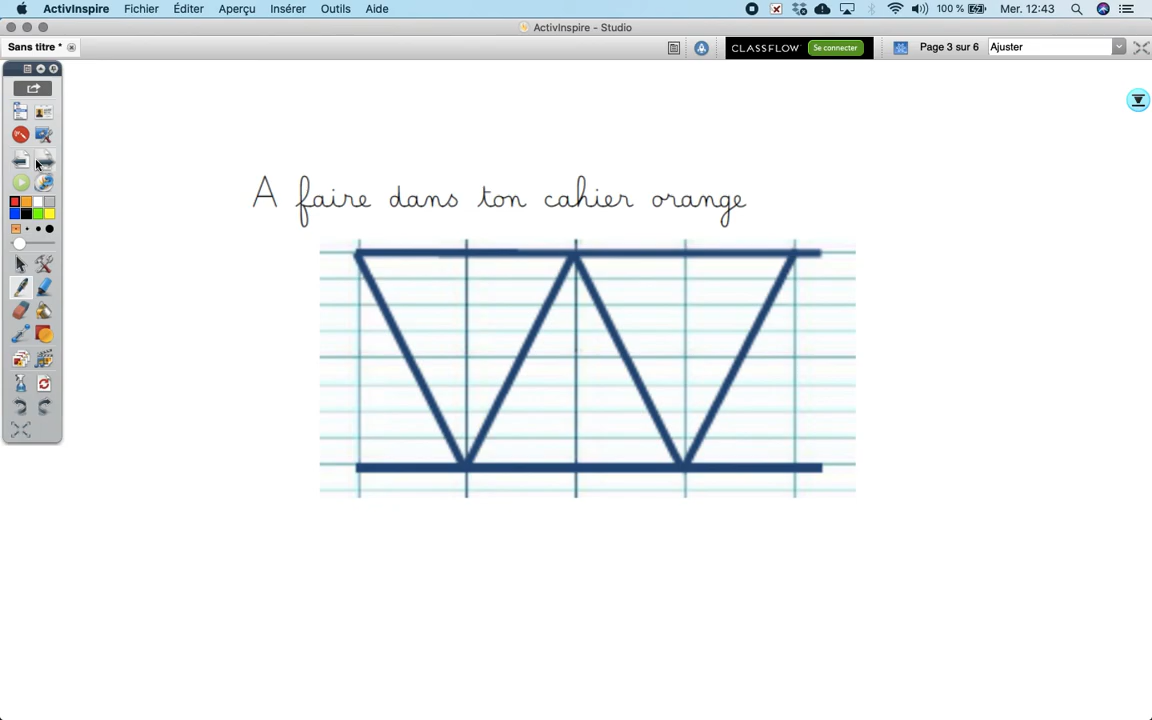 ActivInspire Fichier Éditer Aperçu Insérer Outils Aide 100 % Mer. 12:43
ActivInspire - Studio
Sans titre * CLASSFLOW Se connecter Page 3 sur 6 Ajuster
A faire dans ton cahier orange